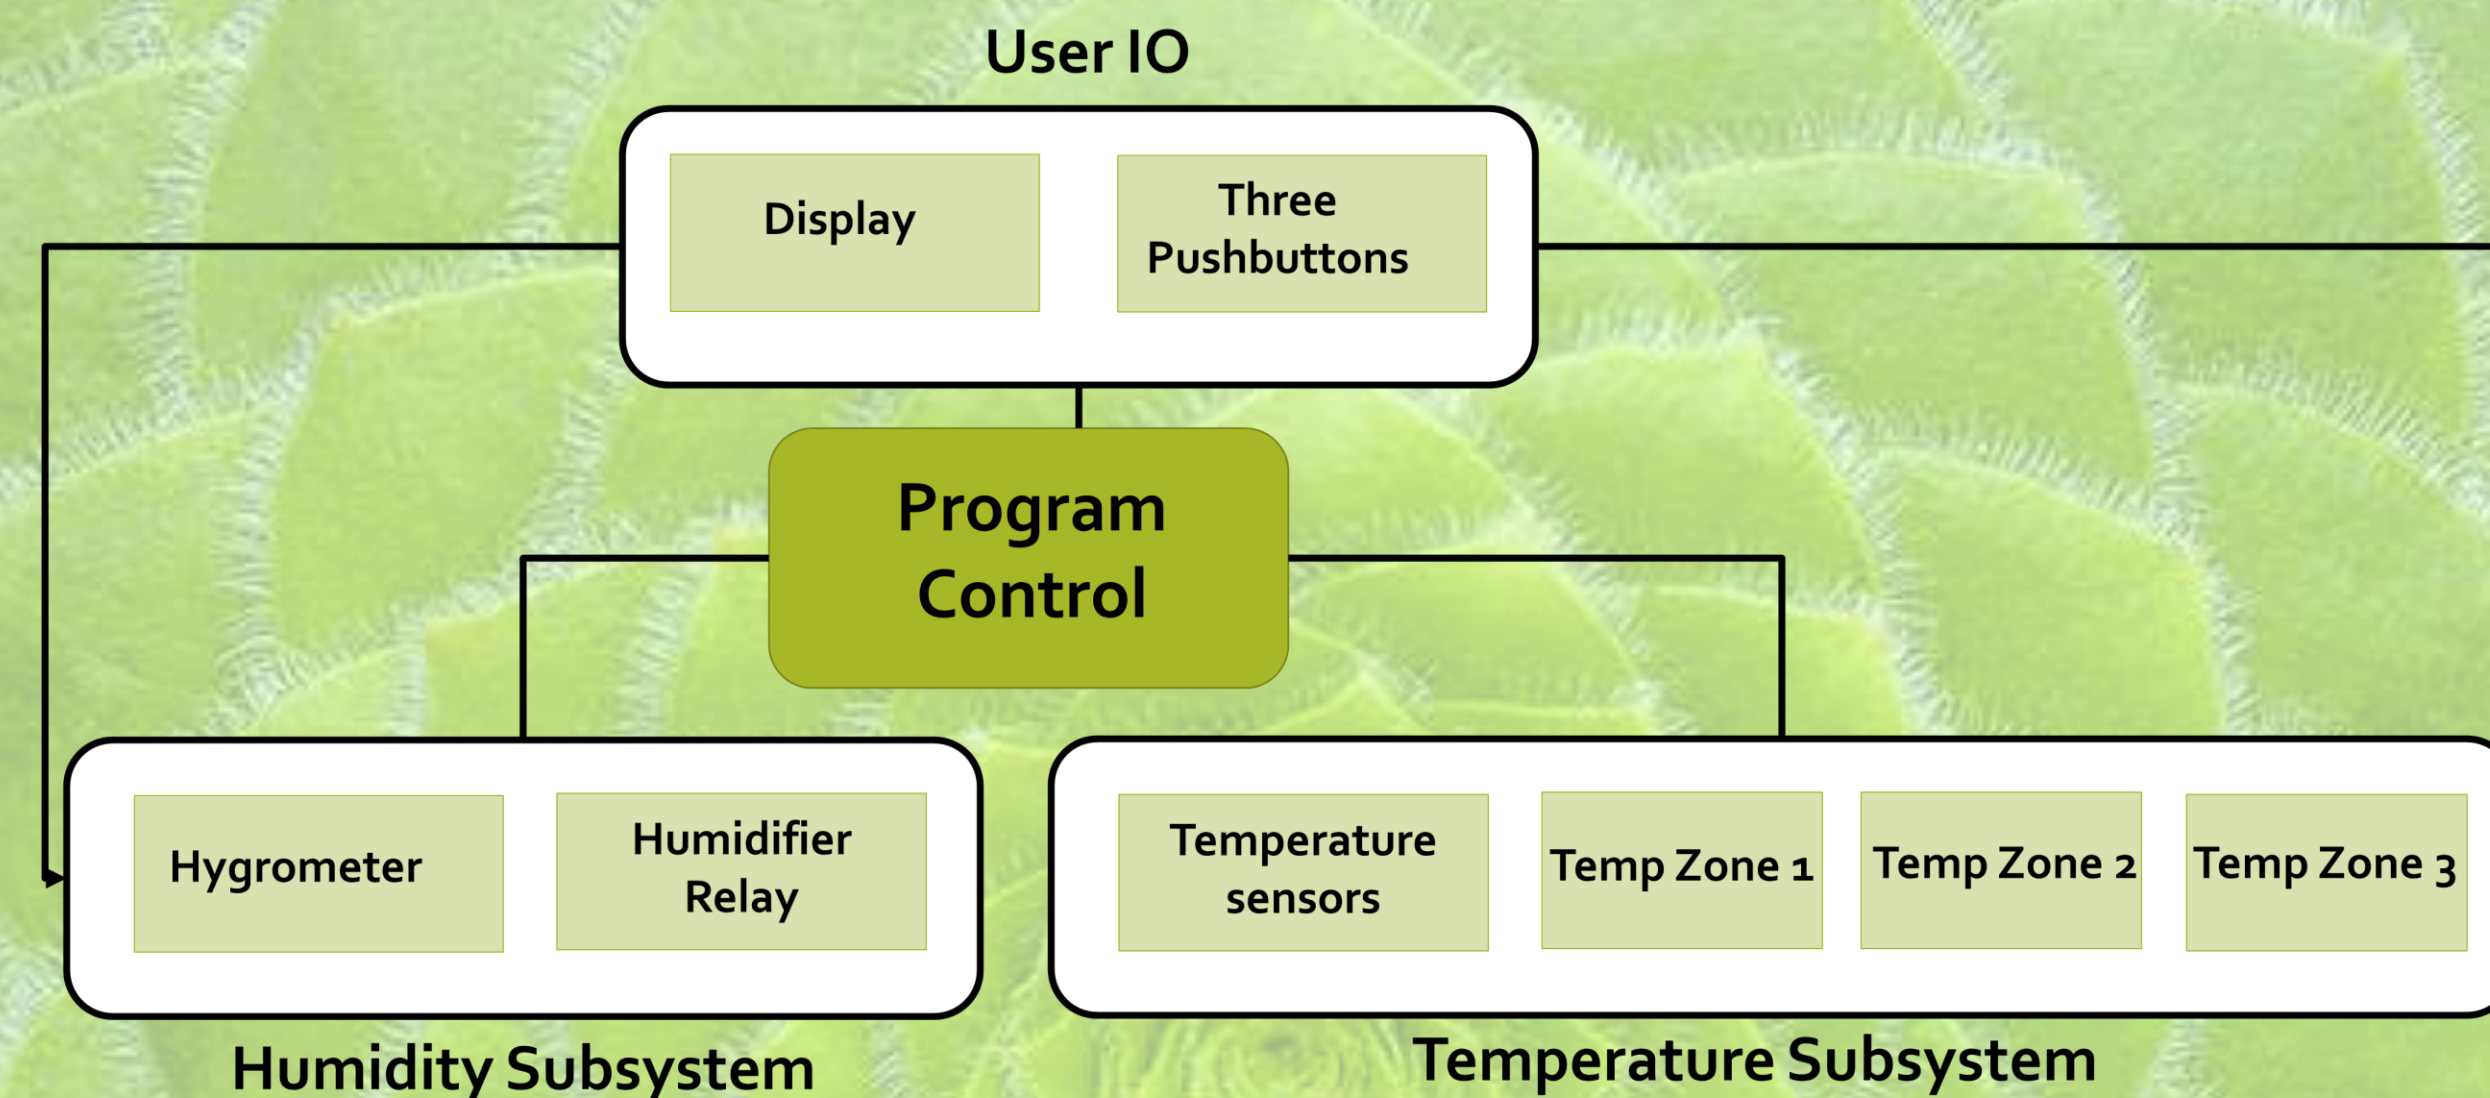 User IO
Display
Three
Pushbuttons
Program
Control
Hygrometer
Humidifier
Relay
Temperature
sensors
Temp Zone 1
Temp Zone 2
Temp Zone 3
Humidity Subsystem
Temperature Subsystem